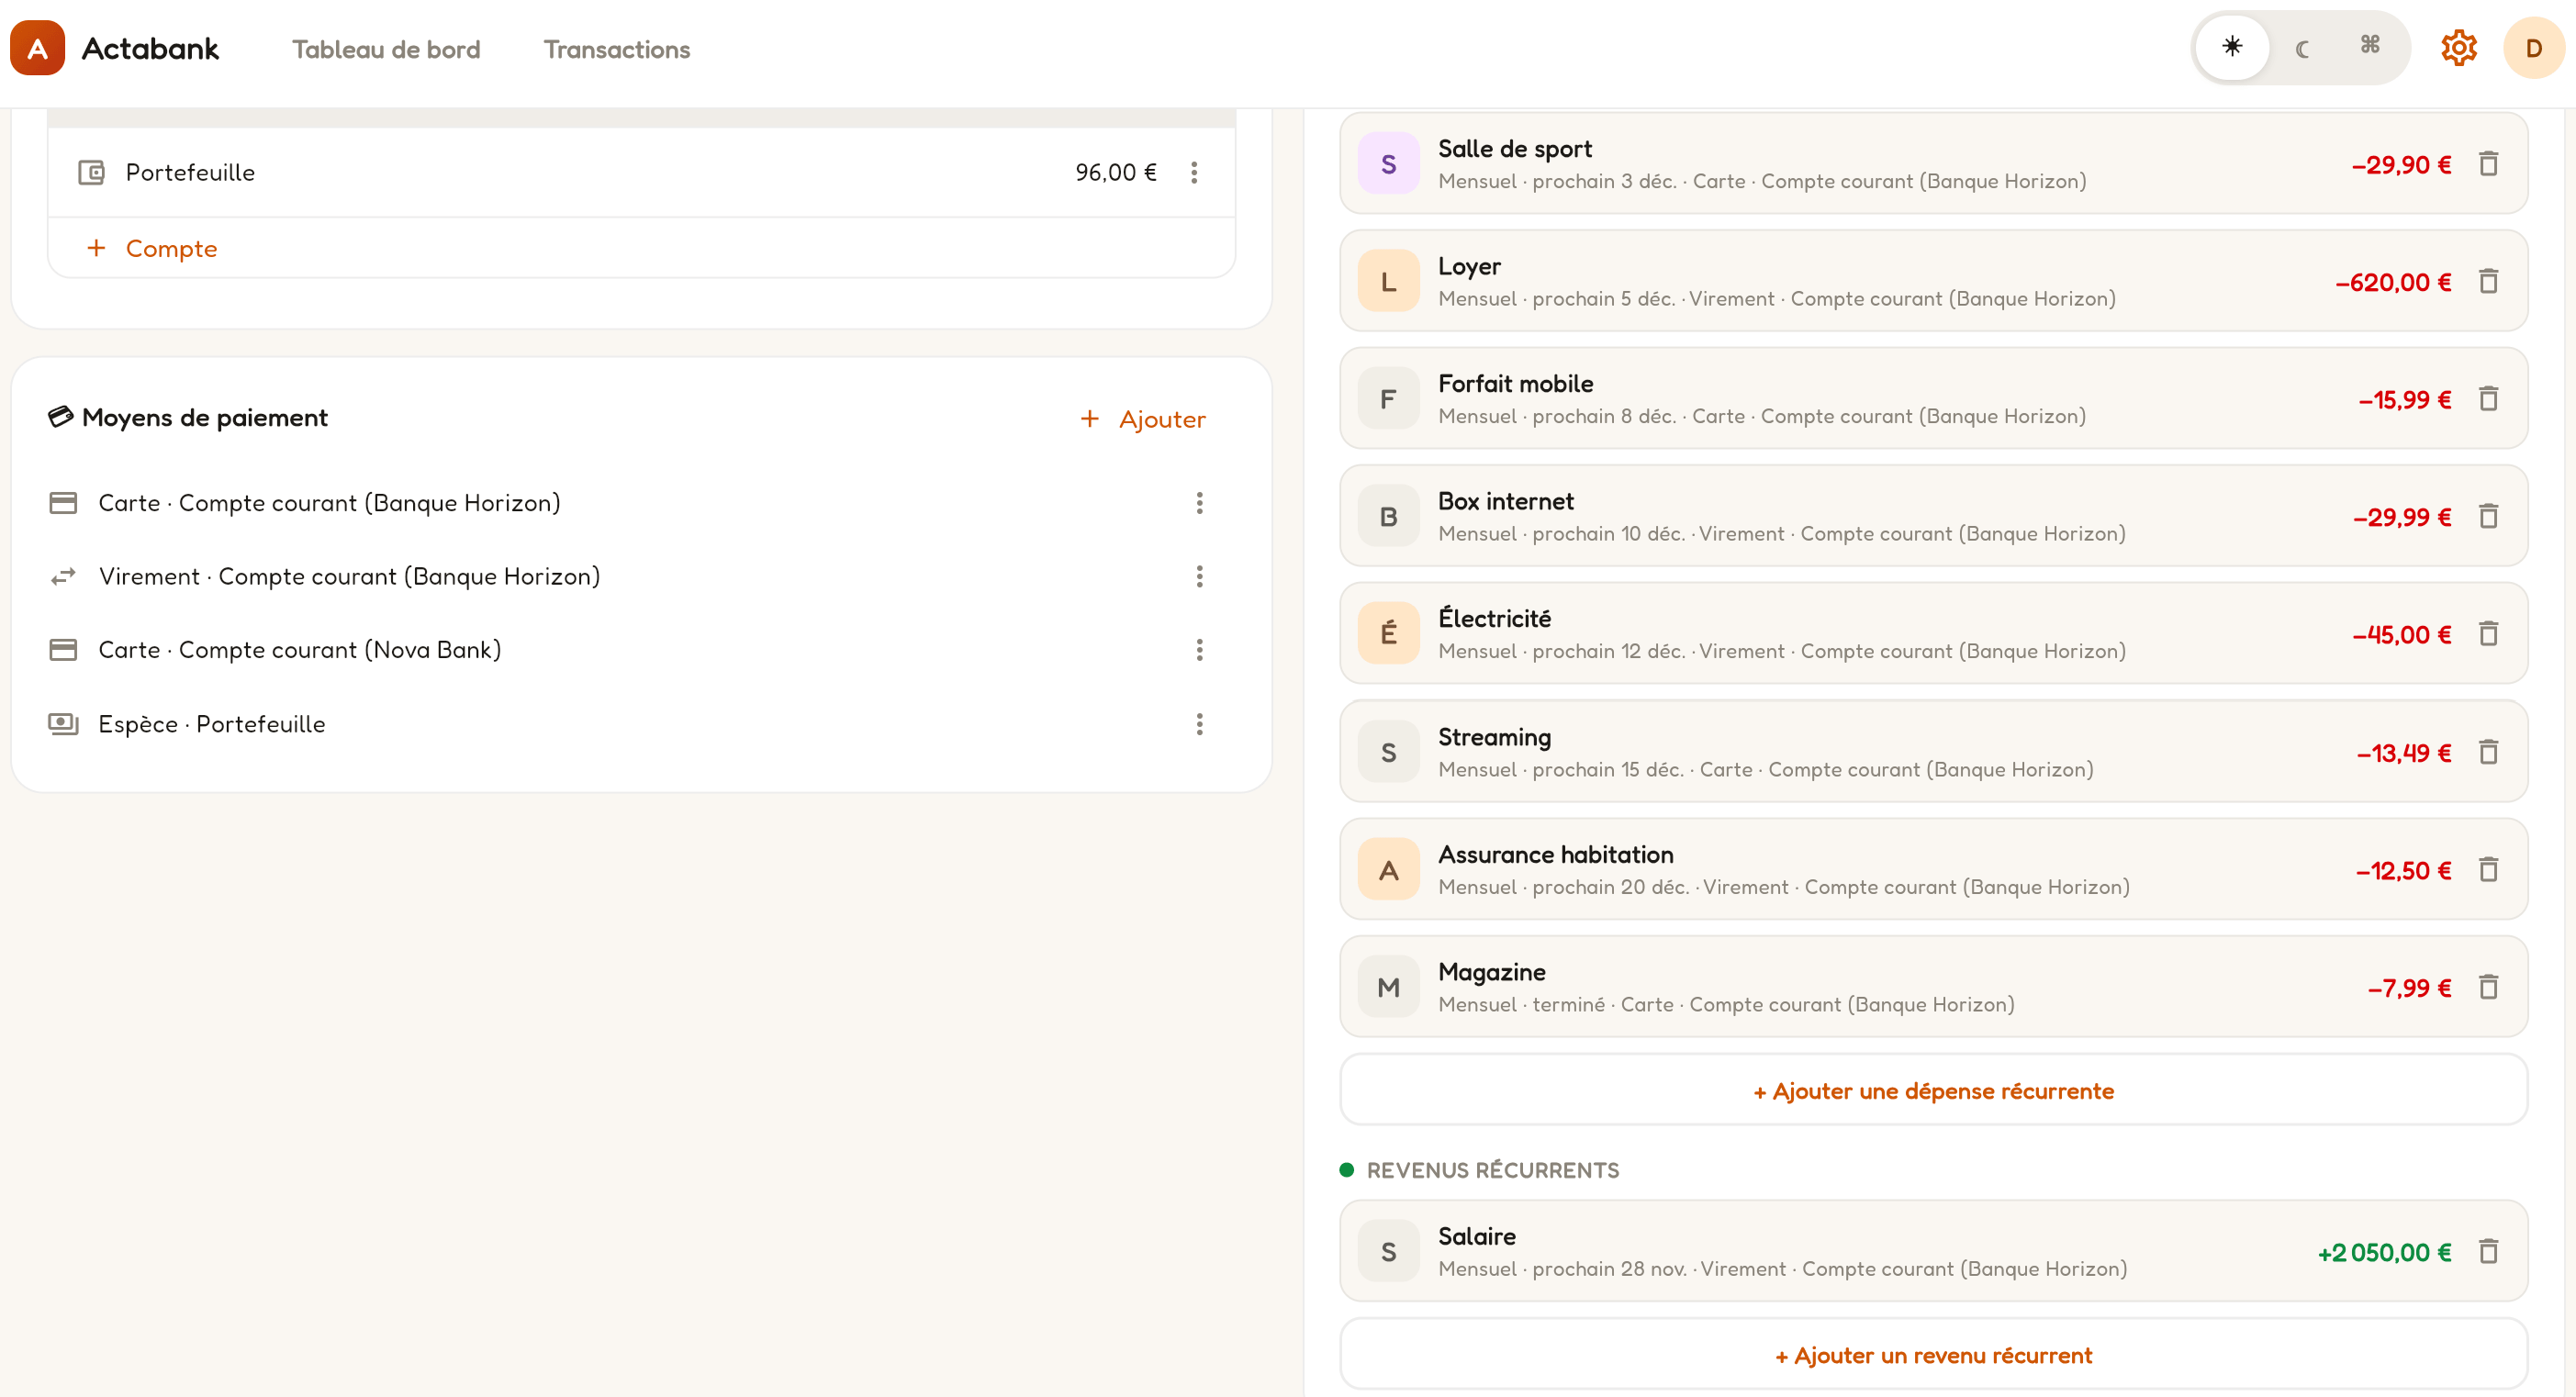 A Actabank Tableau de bord Transactions D
Portefeuille 96,00 €
+ Compte
Moyens de paiement + Ajouter
Carte · Compte courant (Banque Horizon)
Virement · Compte courant (Banque Horizon)
Carte · Compte courant (Nova Bank)
Espèce · Portefeuille
S Salle de sport −29,90 €
Mensuel · prochain 3 déc. · Carte · Compte courant (Banque Horizon)
L Loyer −620,00 €
Mensuel · prochain 5 déc. · Virement · Compte courant (Banque Horizon)
F Forfait mobile −15,99 €
Mensuel · prochain 8 déc. · Carte · Compte courant (Banque Horizon)
B Box internet −29,99 €
Mensuel · prochain 10 déc. · Virement · Compte courant (Banque Horizon)
É Électricité −45,00 €
Mensuel · prochain 12 déc. · Virement · Compte courant (Banque Horizon)
S Streaming −13,49 €
Mensuel · prochain 15 déc. · Carte · Compte courant (Banque Horizon)
A Assurance habitation −12,50 €
Mensuel · prochain 20 déc. · Virement · Compte courant (Banque Horizon)
M Magazine −7,99 €
Mensuel · terminé · Carte · Compte courant (Banque Horizon)
+ Ajouter une dépense récurrente
REVENUS RÉCURRENTS
S Salaire +2 050,00 €
Mensuel · prochain 28 nov. · Virement · Compte courant (Banque Horizon)
+ Ajouter un revenu récurrent